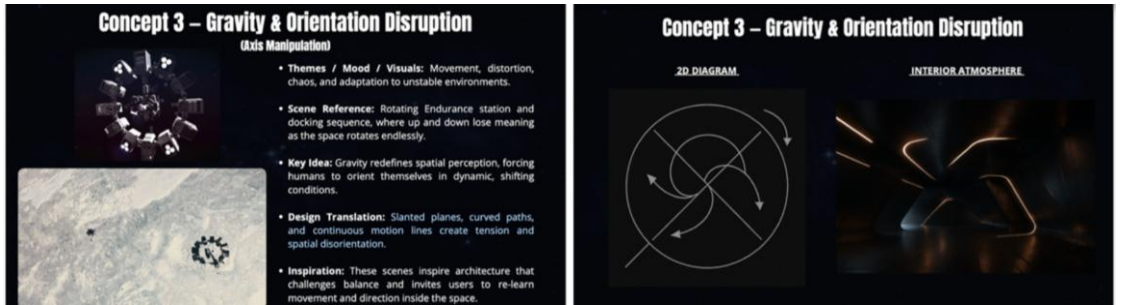 Concept 3 – Gravity & Orientation Disruption
(Axis Manipulation)
• Themes / Mood / Visuals: Movement, distortion,
chaos, and adaptation to unstable environments.
• Scene Reference: Rotating Endurance station and
docking sequence, where up and down lose meaning
as the space rotates endlessly.
• Key Idea: Gravity redefines spatial perception, forcing
humans to orient themselves in dynamic, shifting
conditions.
• Design Translation: Slanted planes, curved paths,
and continuous motion lines create tension and
spatial disorientation.
• Inspiration: These scenes inspire architecture that
challenges balance and invites users to re-learn
movement and direction inside the space.
Concept 3 – Gravity & Orientation Disruption
2D DIAGRAM
INTERIOR ATMOSPHERE